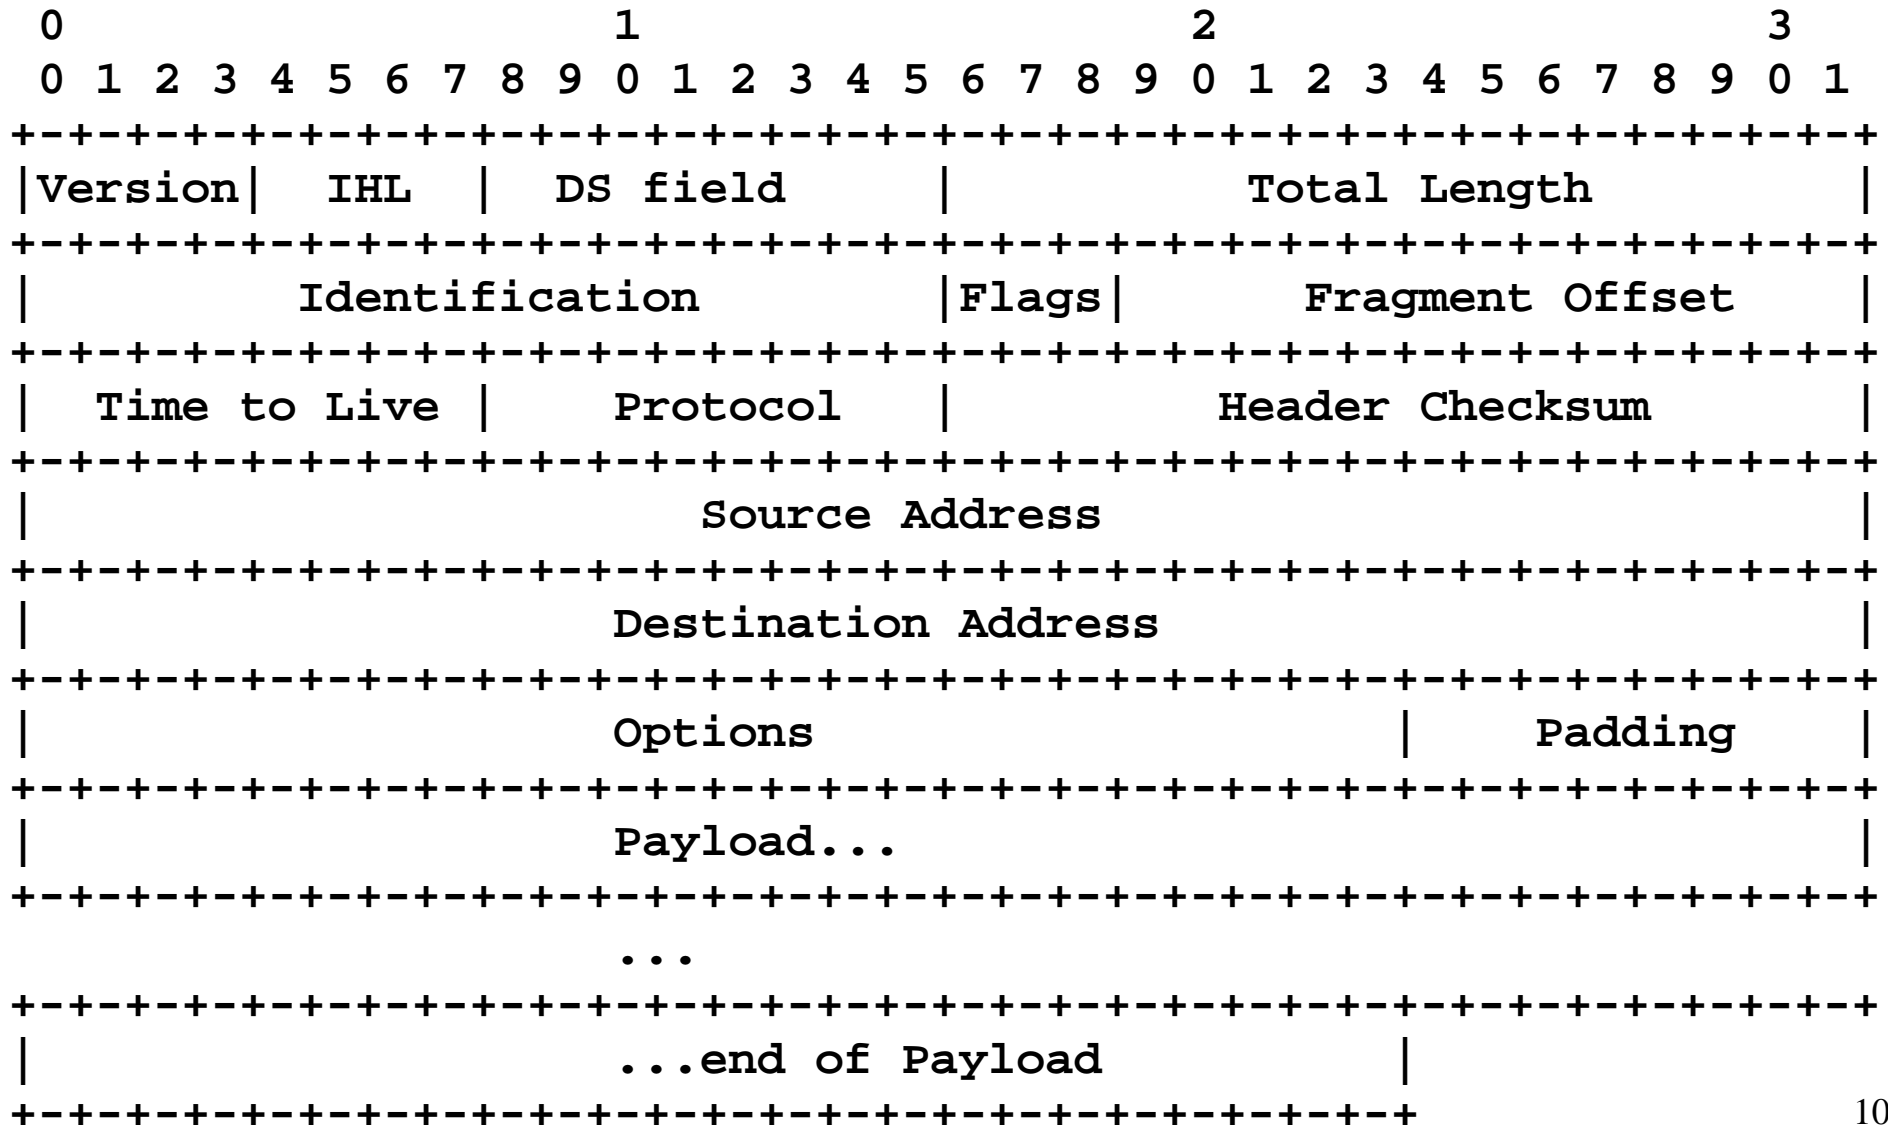 0                   1                   2                   3
 0 1 2 3 4 5 6 7 8 9 0 1 2 3 4 5 6 7 8 9 0 1 2 3 4 5 6 7 8 9 0 1
+-+-+-+-+-+-+-+-+-+-+-+-+-+-+-+-+-+-+-+-+-+-+-+-+-+-+-+-+-+-+-+-+
|Version|  IHL  |  DS field     |          Total Length         |
+-+-+-+-+-+-+-+-+-+-+-+-+-+-+-+-+-+-+-+-+-+-+-+-+-+-+-+-+-+-+-+-+
|         Identification        |Flags|      Fragment Offset    |
+-+-+-+-+-+-+-+-+-+-+-+-+-+-+-+-+-+-+-+-+-+-+-+-+-+-+-+-+-+-+-+-+
|  Time to Live |    Protocol   |         Header Checksum       |
+-+-+-+-+-+-+-+-+-+-+-+-+-+-+-+-+-+-+-+-+-+-+-+-+-+-+-+-+-+-+-+-+
|                       Source Address                          |
+-+-+-+-+-+-+-+-+-+-+-+-+-+-+-+-+-+-+-+-+-+-+-+-+-+-+-+-+-+-+-+-+
|                    Destination Address                        |
+-+-+-+-+-+-+-+-+-+-+-+-+-+-+-+-+-+-+-+-+-+-+-+-+-+-+-+-+-+-+-+-+
|                    Options                    |    Padding    |
+-+-+-+-+-+-+-+-+-+-+-+-+-+-+-+-+-+-+-+-+-+-+-+-+-+-+-+-+-+-+-+-+
|                    Payload...                                 |
+-+-+-+-+-+-+-+-+-+-+-+-+-+-+-+-+-+-+-+-+-+-+-+-+-+-+-+-+-+-+-+-+
                     ...
+-+-+-+-+-+-+-+-+-+-+-+-+-+-+-+-+-+-+-+-+-+-+-+-+-+-+-+-+-+-+-+-+
|                    ...end of Payload          |
+-+-+-+-+-+-+-+-+-+-+-+-+-+-+-+-+-+-+-+-+-+-+-+-+
10